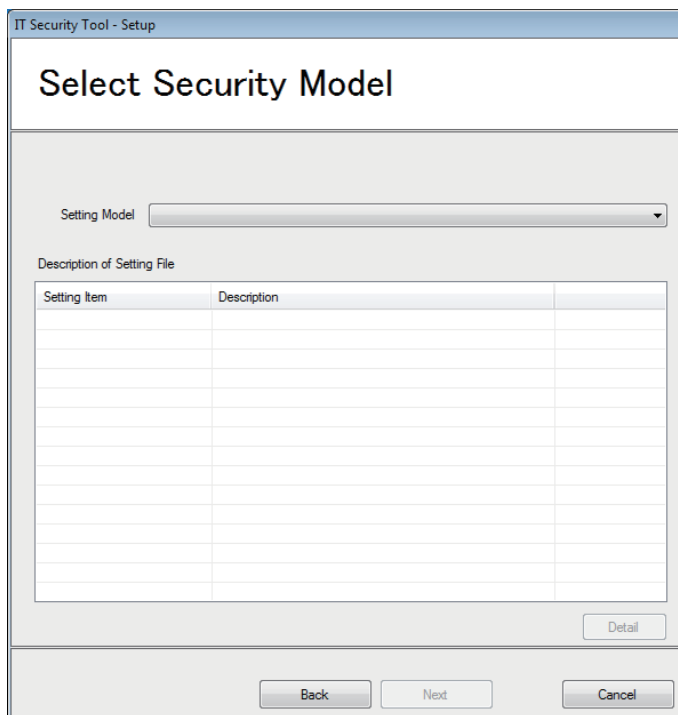 IT Security Tool - Setup
Select Security Model
Setting Model
Description of Setting File
Setting Item Description
Detail
Back Next Cancel